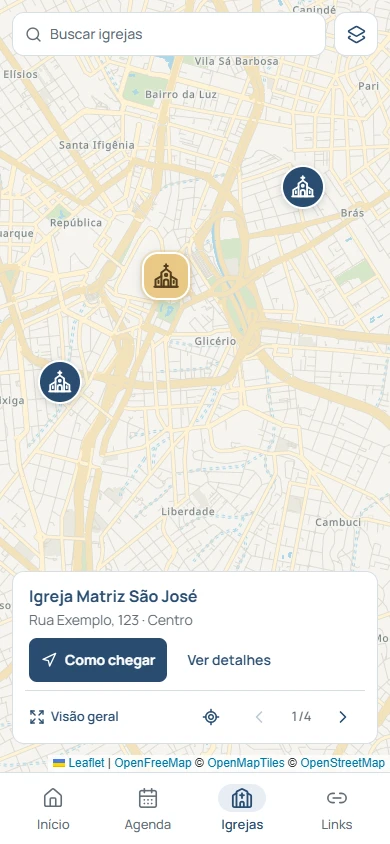 Canindé
Buscar igrejas
Vila Sá Barbosa
Elísios
Pari
Bairro da Luz
Santa Ifigênia
Brás
República
uarque
Glicério
ixiga
Liberdade
Cambuci
Igreja Matriz São José
Rua Exemplo, 123 · Centro
Como chegar
Ver detalhes
Visão geral
1/4
Leaflet | OpenFreeMap © OpenMapTiles © OpenStreetMap
Início
Agenda
Igrejas
Links